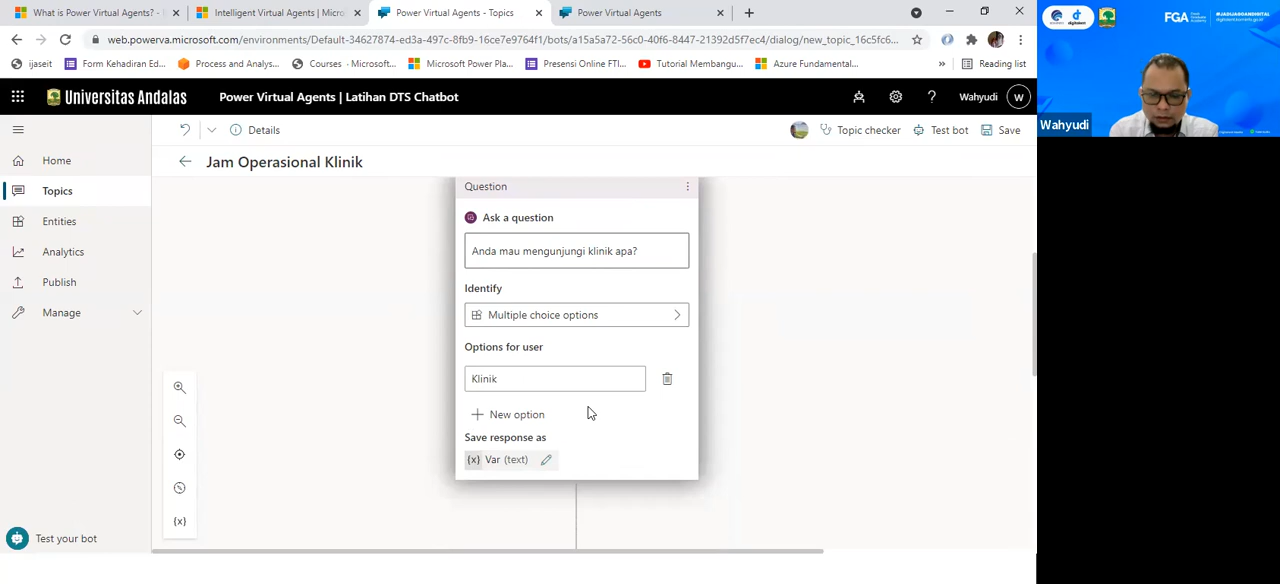 What is Power Virtual Agents? -
Intelligent Virtual Agents | Micro
Power Virtual Agents - Topics
Power Virtual Agents
web.powerva.microsoft.com/environments/Default-34627874-ed3a-497c-8fb9-16ce7e9764f1/bots/a15a5a72-56c0-40f6-8447-21392d5f7ec4/dialog/new_topic_16c5fc6...
ijaseit
Form Kehadiran Ed...
Process and Analys...
Courses · Microsoft...
Microsoft Power Pla...
Presensi Online FTI...
Tutorial Membangu...
Azure Fundamental...
»
Reading list
Universitas Andalas
Power Virtual Agents | Latihan DTS Chatbot
?
Wahyudi
W
Details
Topic checker
Test bot
Save
Home
Topics
Entities
Analytics
Publish
Manage
Test your bot
Jam Operasional Klinik
Question
Ask a question
Anda mau mengunjungi klinik apa?
Identify
Multiple choice options
Options for user
Klinik
New option
Save response as
{x} Var (text)
(x)
FGA
Wahyudi